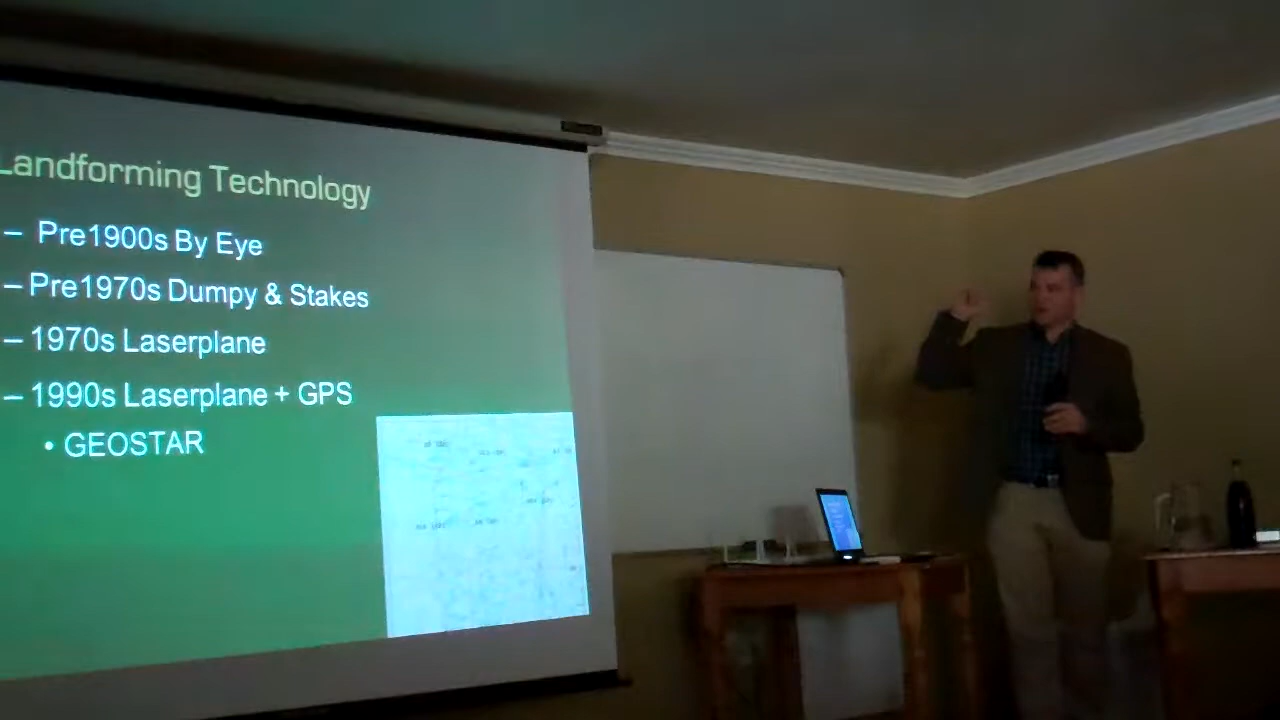 Landforming Technology
– Pre1900s By Eye
– Pre1970s Dumpy & Stakes
– 1970s Laserplane
– 1990s Laserplane + GPS
• GEOSTAR